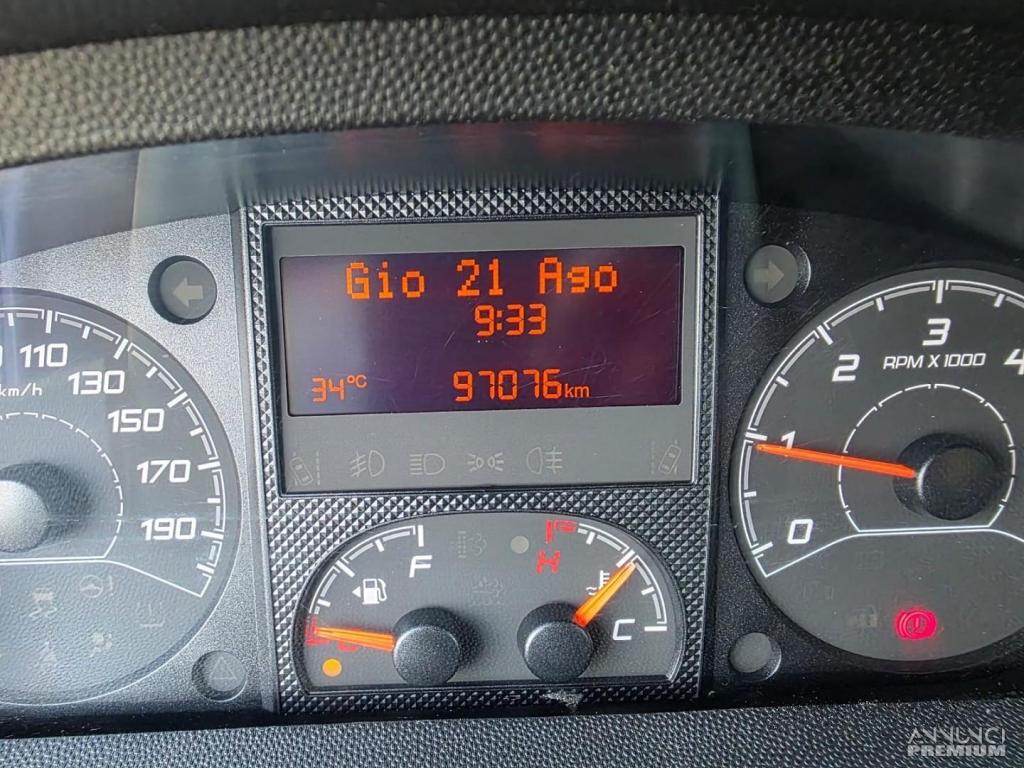 Gio 21 Ago
9:33
34°C 97076km
110
130
150
170
190
km/h
0
1
2
3
4
RPM X 1000
F
H
C
ANNUNCI
PREMIUM